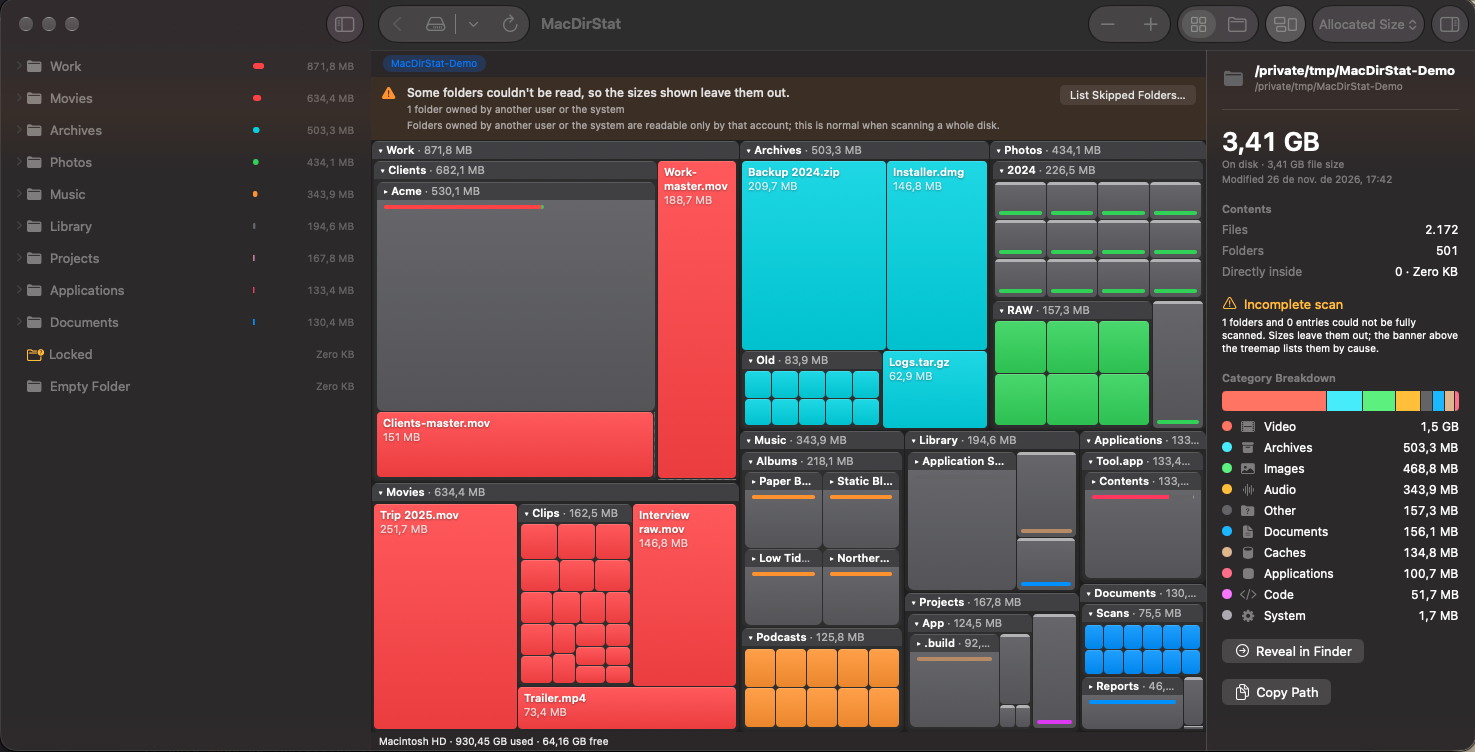 MacDirStat
Allocated Size
Work 871,8 MB
Movies 634,4 MB
Archives 503,3 MB
Photos 434,1 MB
Music 343,9 MB
Library 194,6 MB
Projects 167,8 MB
Applications 133,4 MB
Documents 130,4 MB
Locked Zero KB
Empty Folder Zero KB
MacDirStat-Demo
Some folders couldn't be read, so the sizes shown leave them out.
1 folder owned by another user or the system
Folders owned by another user or the system are readable only by that account; this is normal when scanning a whole disk.
List Skipped Folders...
Work · 871,8 MB
Clients · 682,1 MB
Acme · 530,1 MB
Clients-master.mov
151 MB
Work-
master.mov
188,7 MB
Movies · 634,4 MB
Trip 2025.mov
251,7 MB
Clips · 162,5 MB
Interview
raw.mov
146,8 MB
Trailer.mp4
73,4 MB
Archives · 503,3 MB
Backup 2024.zip
209,7 MB
Installer.dmg
146,8 MB
Old · 83,9 MB
Logs.tar.gz
62,9 MB
Photos · 434,1 MB
2024 · 226,5 MB
RAW · 157,3 MB
Music · 343,9 MB
Albums · 218,1 MB
Paper B...
Static Bl...
Low Tid...
Norther...
Podcasts · 125,8 MB
Library · 194,6 MB
Application S...
Projects · 167,8 MB
App · 124,5 MB
.build · 92,...
Applications · 133...
Tool.app · 133,4...
Contents · 133,...
Documents · 130,...
Scans · 75,5 MB
Reports · 46,...
Macintosh HD · 930,45 GB used · 64,16 GB free
/private/tmp/MacDirStat-Demo
/private/tmp/MacDirStat-Demo
3,41 GB
On disk · 3,41 GB file size
Modified 26 de nov. de 2026, 17:42
Contents
Files 2.172
Folders 501
Directly inside 0 · Zero KB
Incomplete scan
1 folders and 0 entries could not be fully
scanned. Sizes leave them out; the banner above
the treemap lists them by cause.
Category Breakdown
Video 1,5 GB
Archives 503,3 MB
Images 468,8 MB
Audio 343,9 MB
Other 157,3 MB
Documents 156,1 MB
Caches 134,8 MB
Applications 100,7 MB
Code 51,7 MB
System 1,7 MB
Reveal in Finder
Copy Path